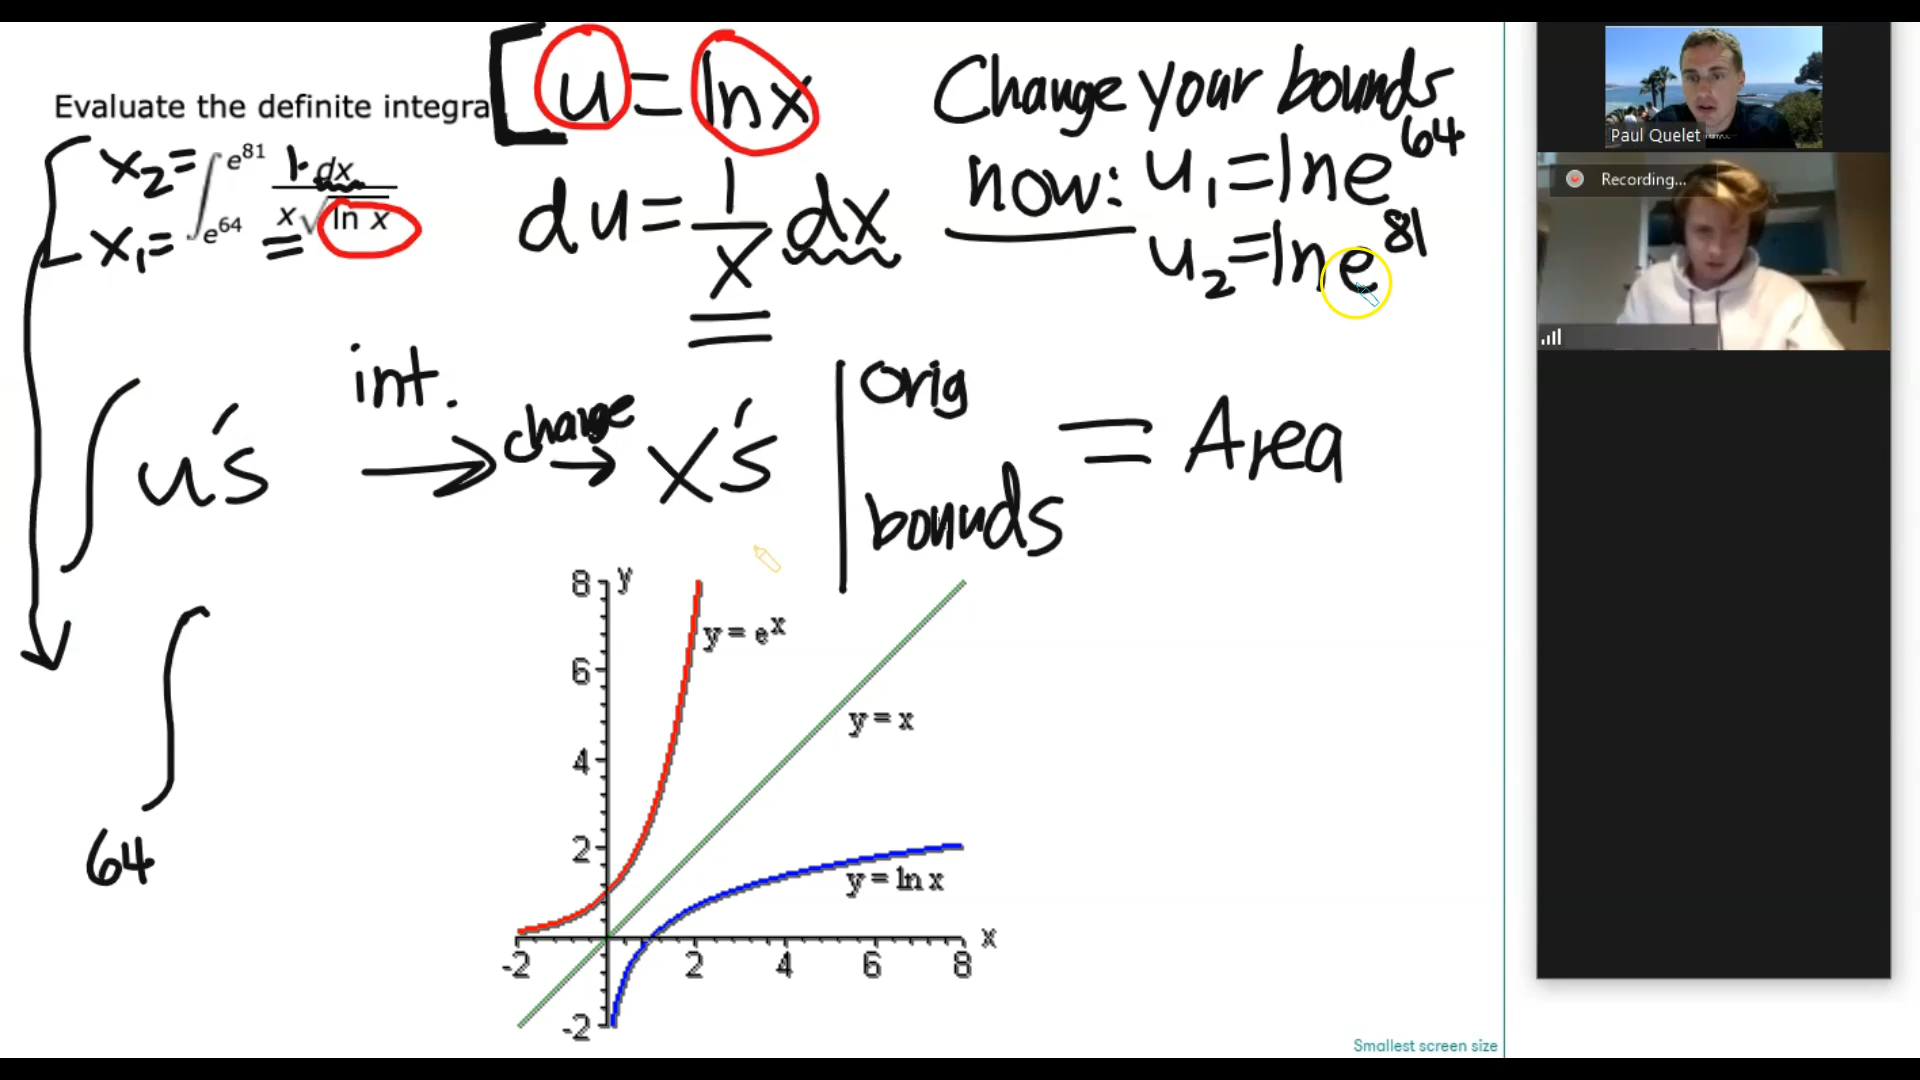 Evaluate the definite integra
[ u = ln x
Change your bounds
now: u₁ = ln e⁶⁴
u₂ = ln e⁸¹
x₂ = ∫ e⁸¹ 1· dx
x₁ = e⁶⁴ x√ln x
=
du = 1/x dx
∫ u's int. → change → x's | orig bounds = Area
∫
64
y
8
6
4
2
-2
y = eˣ
y = x
y = ln x
x
-2 2 4 6 8
Smallest screen size
Paul Quelet
Recording...